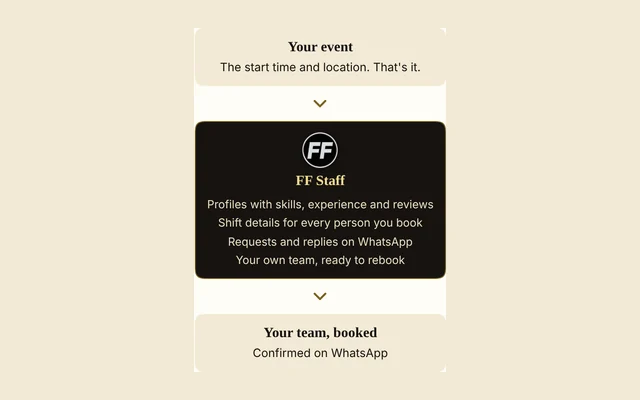 Your event
The start time and location. That's it.
FF
FF Staff
Profiles with skills, experience and reviews
Shift details for every person you book
Requests and replies on WhatsApp
Your own team, ready to rebook
Your team, booked
Confirmed on WhatsApp